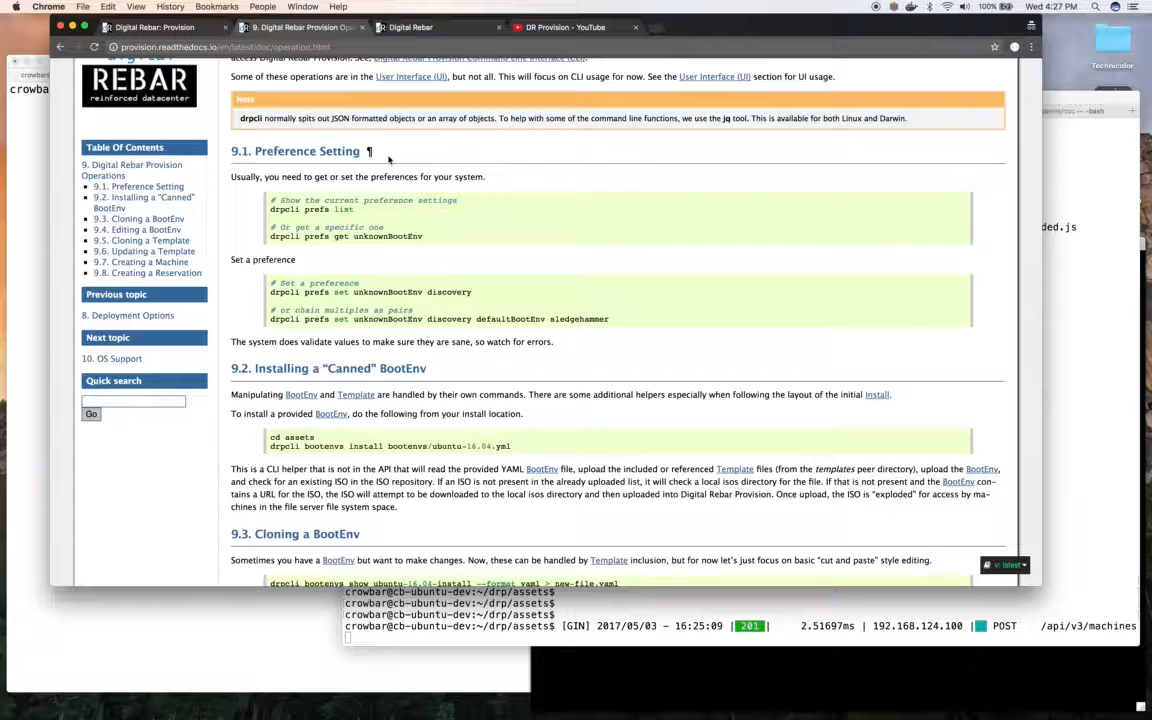 Chrome File Edit View History Bookmarks People Window Help
100% Wed 4:27 PM
Digital Rebar: Provision
9. Digital Rebar Provision Op
Digital Rebar
DR Provision - YouTube
provision.readthedocs.io/en/latest/doc/operation.html
Technicolor
crowbar
crowba
— -bash
REBAR
reinforced datacenter
Table Of Contents
9. Digital Rebar Provision
Operations
9.1. Preference Setting
9.2. Installing a “Canned”
BootEnv
9.3. Cloning a BootEnv
9.4. Editing a BootEnv
9.5. Cloning a Template
9.6. Updating a Template
9.7. Creating a Machine
9.8. Creating a Reservation
Previous topic
8. Deployment Options
Next topic
10. OS Support
Quick search
Go
Some of these operations are in the User Interface (UI), but not all. This will focus on CLI usage for now. See the User Interface (UI) section for UI usage.
Note
drpcli normally spits out JSON formatted objects or an array of objects. To help with some of the command line functions, we use the jq tool. This is available for both Linux and Darwin.
9.1. Preference Setting ¶
Usually, you need to get or set the preferences for your system.
# Show the current preference settings
drpcli prefs list
# Or get a specific one
drpcli prefs get unknownBootEnv
Set a preference
# Set a preference
drpcli prefs set unknownBootEnv discovery
# or chain multiples as pairs
drpcli prefs set unknownBootEnv discovery defaultBootEnv sledgehammer
The system does validate values to make sure they are sane, so watch for errors.
9.2. Installing a “Canned” BootEnv
Manipulating BootEnv and Template are handled by their own commands. There are some additional helpers especially when following the layout of the initial Install.
To install a provided BootEnv, do the following from your install location.
cd assets
drpcli bootenvs install bootenvs/ubuntu-16.04.yml
This is a CLI helper that is not in the API that will read the provided YAML BootEnv file, upload the included or referenced Template files (from the templates peer directory), upload the BootEnv,
and check for an existing ISO in the ISO repository. If an ISO is not present in the already uploaded list, it will check a local isos directory for the file. If that is not present and the BootEnv con-
tains a URL for the ISO, the ISO will attempt to be downloaded to the local isos directory and then uploaded into Digital Rebar Provision. Once upload, the ISO is “exploded” for access by ma-
chines in the file server file system space.
9.3. Cloning a BootEnv
Sometimes you have a BootEnv but want to make changes. Now, these can be handled by Template inclusion, but for now let’s just focus on basic “cut and paste” style editing.
drpcli bootenvs show ubuntu-16.04-install --format yaml > new-file.yaml
v: latest
ded.js
crowbar@cb-ubuntu-dev:~/drp/assets$
crowbar@cb-ubuntu-dev:~/drp/assets$
crowbar@cb-ubuntu-dev:~/drp/assets$
crowbar@cb-ubuntu-dev:~/drp/assets$ [GIN] 2017/05/03 - 16:25:09 | 201 | 2.51697ms | 192.168.124.100 | POST /api/v3/machines